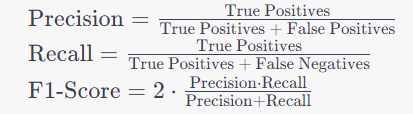 Precision = True Positives / True Positives + False Positives
Recall = True Positives / True Positives + False Negatives
F1-Score = 2 · Precision·Recall / Precision+Recall